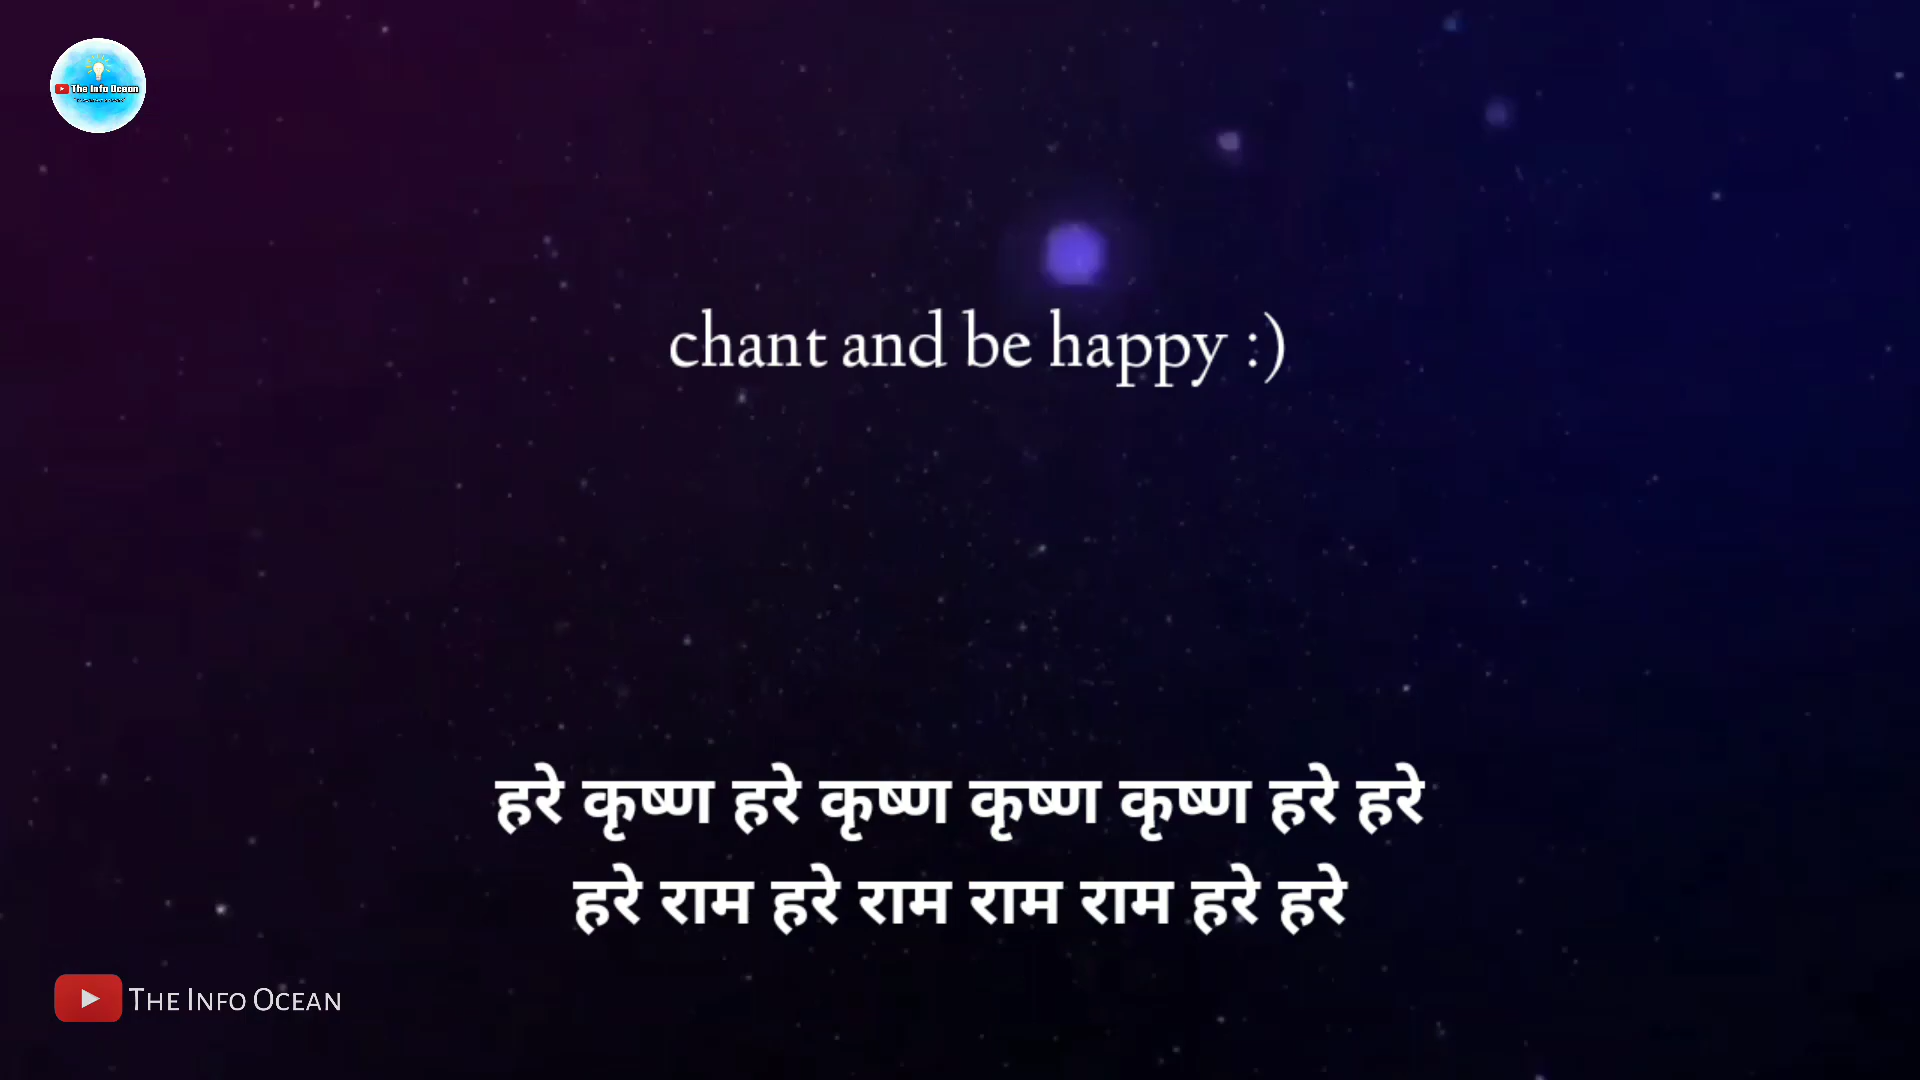 The Info Ocean
chant and be happy :)
हरे कृष्ण हरे कृष्ण कृष्ण कृष्ण हरे हरे
हरे राम हरे राम राम राम हरे हरे
The Info Ocean